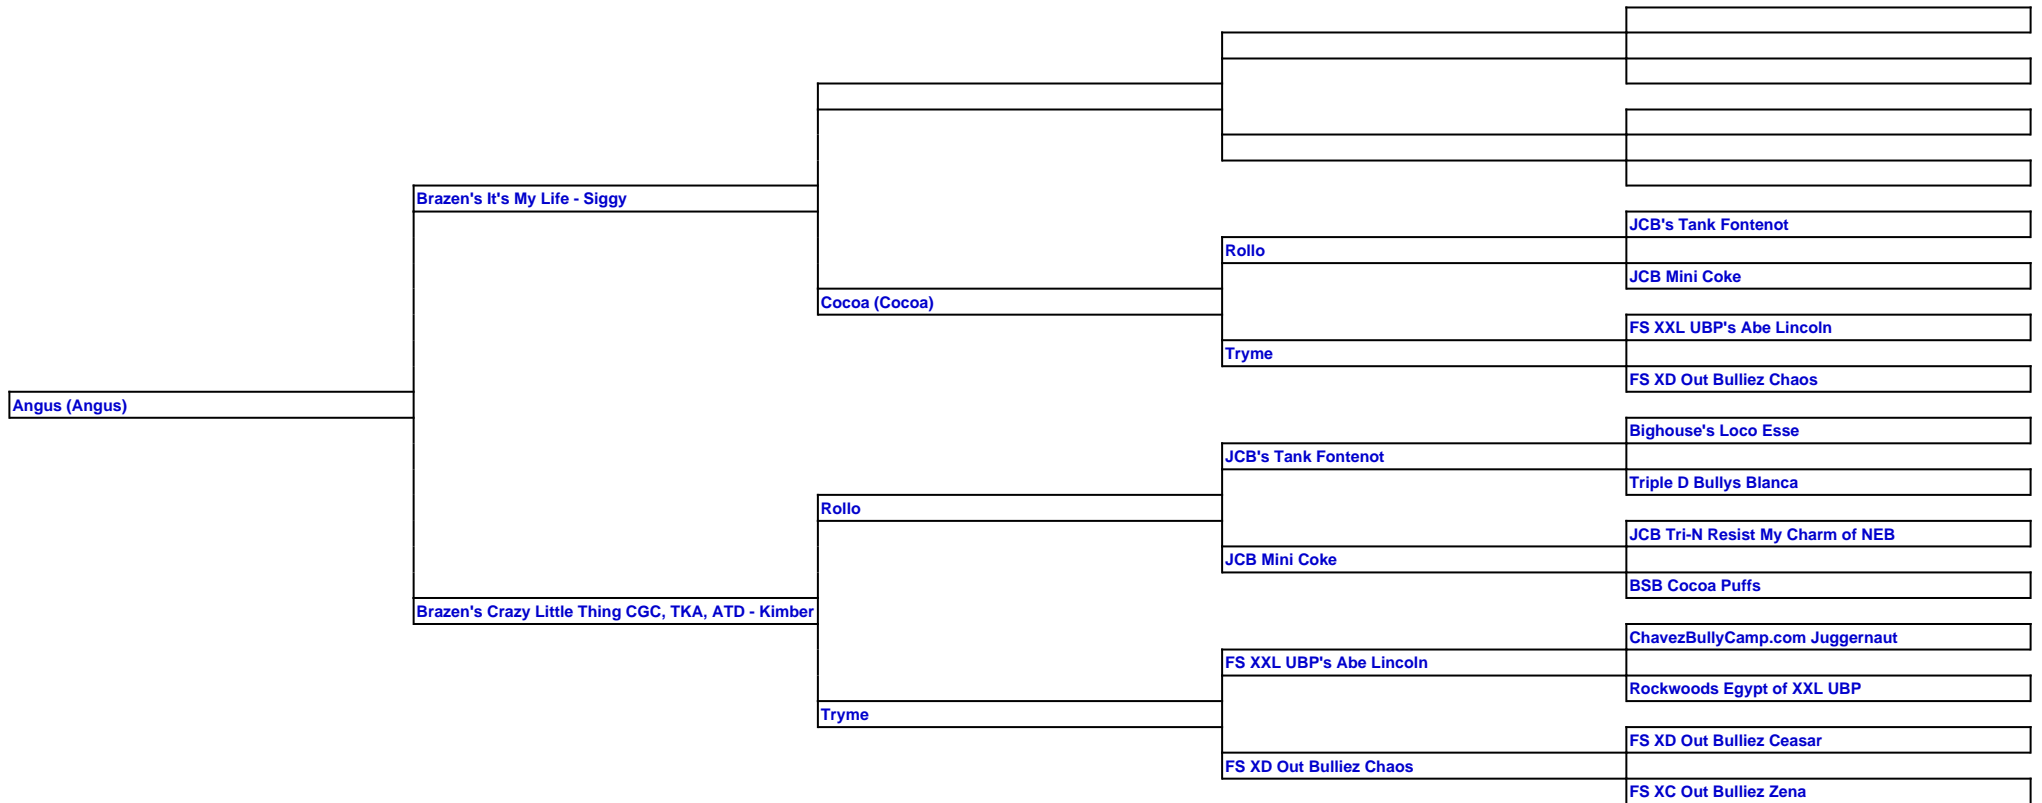 Brazen's It's My Life - Siggy
JCB's Tank Fontenot
Rollo
JCB Mini Coke
Cocoa (Cocoa)
FS XXL UBP's Abe Lincoln
Tryme
FS XD Out Bulliez Chaos
Angus (Angus)
Bighouse's Loco Esse
JCB's Tank Fontenot
Triple D Bullys Blanca
Rollo
JCB Tri-N Resist My Charm of NEB
JCB Mini Coke
BSB Cocoa Puffs
Brazen's Crazy Little Thing CGC, TKA, ATD - Kimber
ChavezBullyCamp.com Juggernaut
FS XXL UBP's Abe Lincoln
Rockwoods Egypt of XXL UBP
Tryme
FS XD Out Bulliez Ceasar
FS XD Out Bulliez Chaos
FS XC Out Bulliez Zena